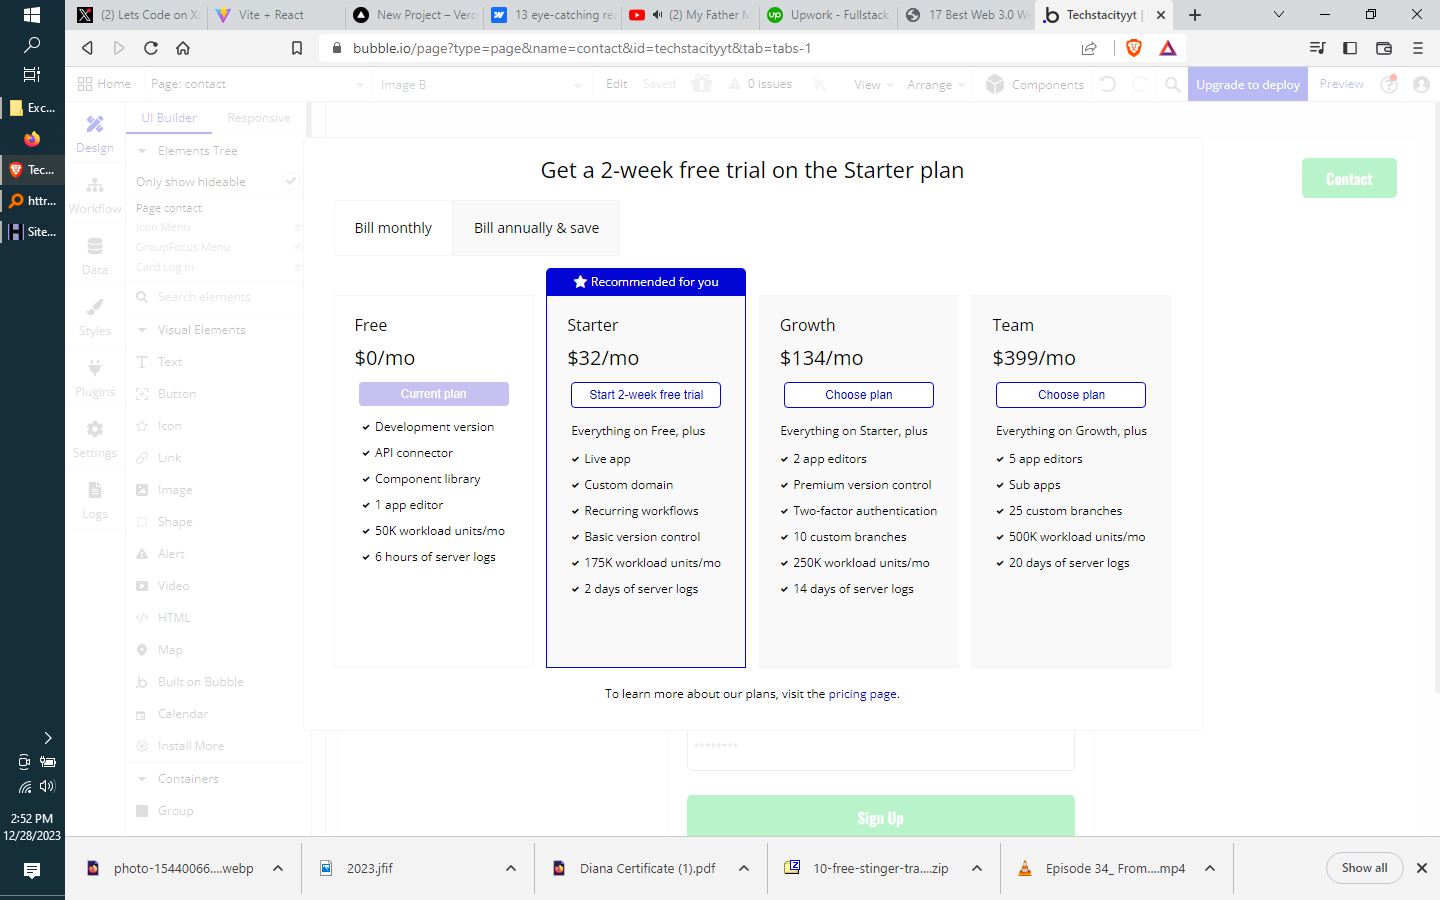 (2) Lets Code on X
Vite + React
New Project – Verc
13 eye-catching re
(2) My Father M
Upwork - Fullstack
17 Best Web 3.0 W
Techstacityyt |
bubble.io/page?type=page&name=contact&id=techstacityyt&tab=tabs-1
Home
Page: contact
Image B
Edit
Saved
0 issues
View
Arrange
Components
Upgrade to deploy
Preview
Exc...
Tec...
httr...
Site...
2:52 PM
12/28/2023
Design
Workflow
Data
Styles
Plugins
Settings
Logs
UI Builder
Responsive
Elements Tree
Only show hideable
Page contact
Icon Menu
GroupFocus Menu
Card Log In
Search elements
Visual Elements
Text
Button
Icon
Link
Image
Shape
Alert
Video
HTML
Map
Built on Bubble
Calendar
Install More
Containers
Group
Contact
Get a 2-week free trial on the Starter plan
Bill monthly
Bill annually & save
Free
$0/mo
Current plan
Development version
API connector
Component library
1 app editor
50K workload units/mo
6 hours of server logs
Recommended for you
Starter
$32/mo
Start 2-week free trial
Everything on Free, plus
Live app
Custom domain
Recurring workflows
Basic version control
175K workload units/mo
2 days of server logs
Growth
$134/mo
Choose plan
Everything on Starter, plus
2 app editors
Premium version control
Two-factor authentication
10 custom branches
250K workload units/mo
14 days of server logs
Team
$399/mo
Choose plan
Everything on Growth, plus
5 app editors
Sub apps
25 custom branches
500K workload units/mo
20 days of server logs
To learn more about our plans, visit the pricing page.
********
Sign Up
photo-15440066....webp
2023.jfif
Diana Certificate (1).pdf
10-free-stinger-tra....zip
Episode 34_ From....mp4
Show all